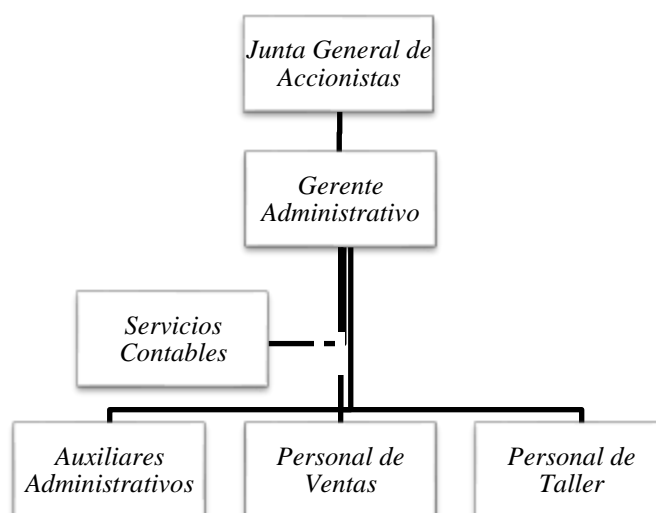 Junta General de
Accionistas
Gerente
Administrativo
Servicios
Contables
Auxiliares
Administrativos
Personal de
Ventas
Personal de
Taller